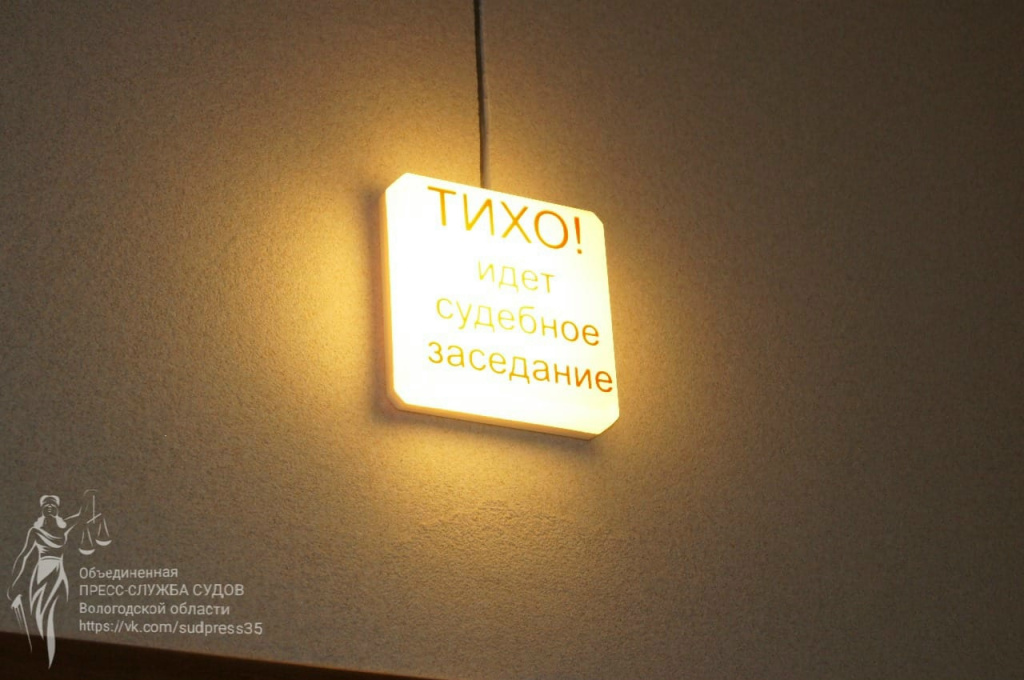 ТИХО!
идет
судебное
заседание
Объединенная
ПРЕСС-СЛУЖБА СУДОВ
Вологодской области
https://vk.com/sudpress35